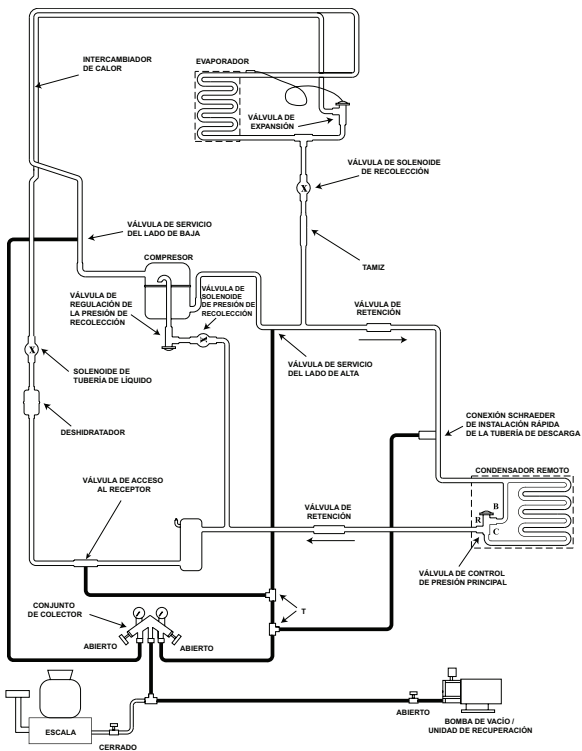 INTERCAMBIADOR
DE CALOR
EVAPORADOR
VÁLVULA DE
EXPANSIÓN
VÁLVULA DE SOLENOIDE
DE RECOLECCIÓN
X
VÁLVULA DE SERVICIO
DEL LADO DE BAJA
TAMIZ
COMPRESOR
VÁLVULA DE
REGULACIÓN DE
LA PRESIÓN DE
RECOLECCIÓN
VÁLVULA DE
SOLENOIDE
DE PRESIÓN DE
RECOLECCIÓN
VÁLVULA DE
RETENCIÓN
X
SOLENOIDE DE
TUBERÍA DE LÍQUIDO
VÁLVULA DE SERVICIO
DEL LADO DE ALTA
DESHIDRATADOR
CONEXIÓN SCHRAEDER
DE INSTALACIÓN RÁPIDA
DE LA TUBERÍA DE DESCARGA
VÁLVULA DE ACCESO
AL RECEPTOR
VÁLVULA DE
RETENCIÓN
CONDENSADOR REMOTO
B
R
C
VÁLVULA DE CONTROL
DE PRESIÓN PRINCIPAL
CONJUNTO
DE COLECTOR
T
ABIERTO
ABIERTO
ESCALA
CERRADO
ABIERTO
BOMBA DE VACÍO /
UNIDAD DE RECUPERACIÓN